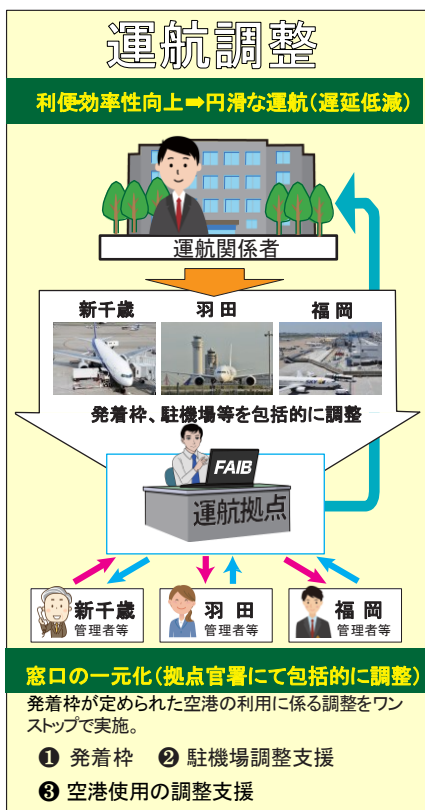 運航調整
利便効率性向上➡円滑な運航（遅延低減）
運航関係者
新千歳 羽田 福岡
発着枠、駐機場等を包括的に調整
FAIB
運航拠点
新千歳 羽田 福岡
管理者等 管理者等 管理者等
窓口の一元化（拠点官署にて包括的に調整）
発着枠が定められた空港の利用に係る調整をワン
ストップで実施。
❶ 発着枠 ❷ 駐機場調整支援
❸ 空港使用の調整支援